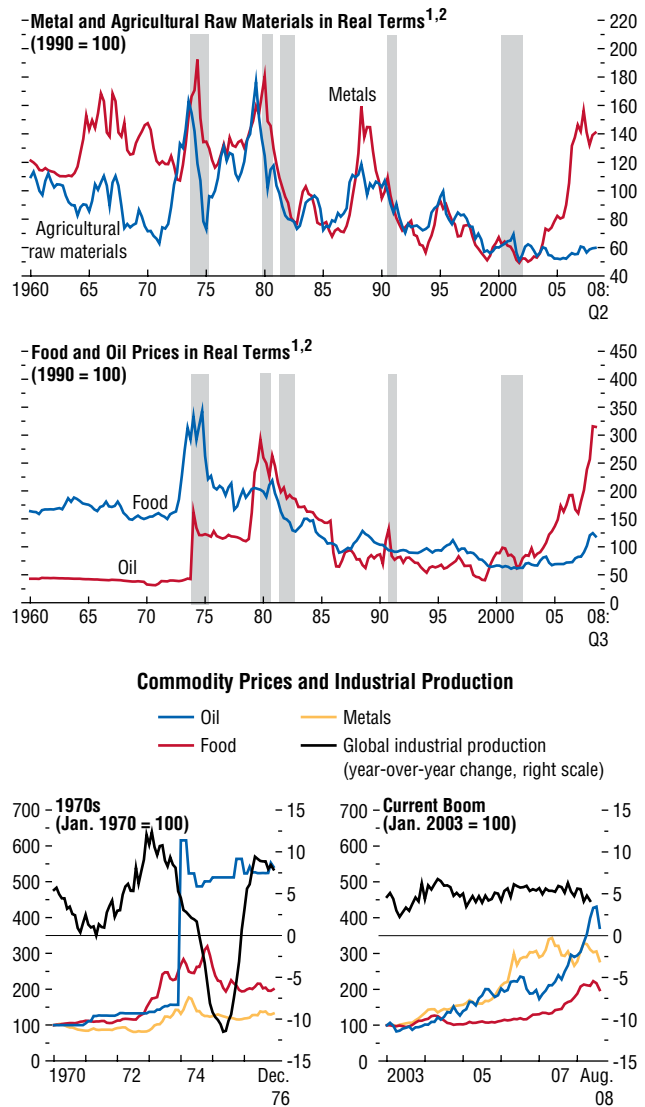 Metal and Agricultural Raw Materials in Real Terms1,2
(1990 = 100)
220
200
180
160
140
120
100
80
60
40
Metals
Agricultural
raw materials
1960 65 70 75 80 85 90 95 2000 05 08:
Q2
Food and Oil Prices in Real Terms1,2
(1990 = 100)
450
400
350
300
250
200
150
100
50
0
Food
Oil
1960 65 70 75 80 85 90 95 2000 05 08:
Q3
Commodity Prices and Industrial Production
Oil
Metals
Food
Global industrial production
(year-over-year change, right scale)
1970s
(Jan. 1970 = 100)
700
600
500
400
300
200
100
0
15
10
5
0
-5
-10
-15
1970 72 74 Dec.
76
Current Boom
(Jan. 2003 = 100)
700
600
500
400
300
200
100
0
15
10
5
0
-5
-10
-15
2003 05 07 Aug.
08